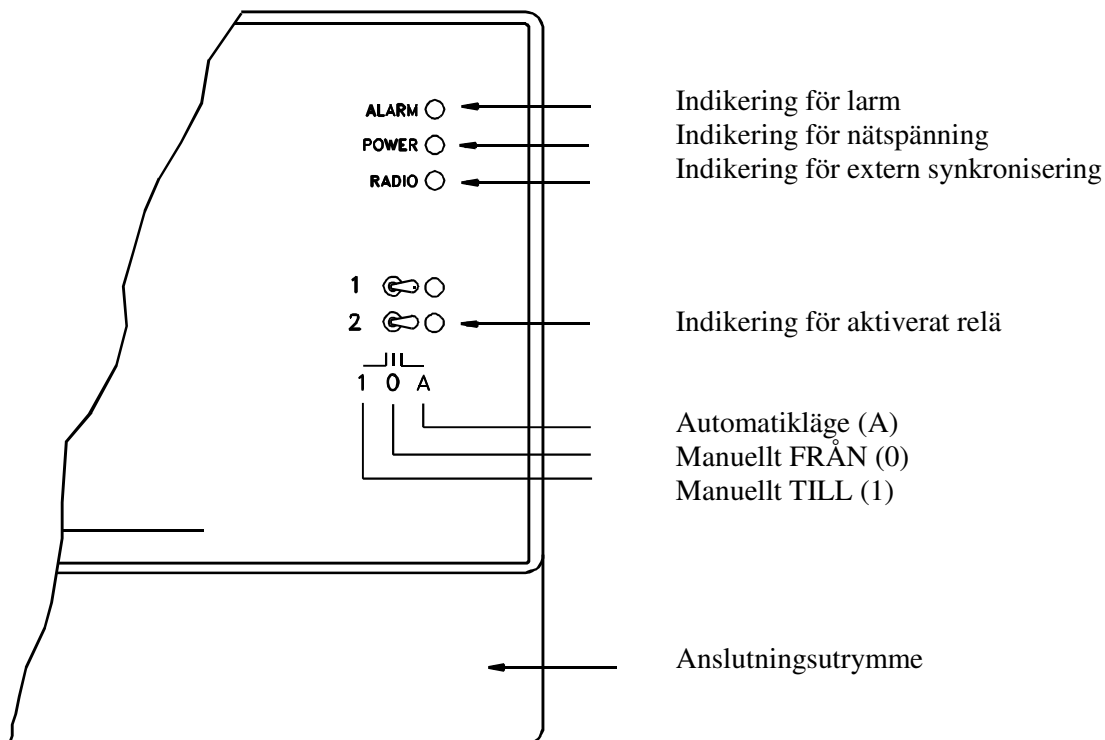 ALARM
Indikering för larm
POWER
Indikering för nätspänning
RADIO
Indikering för extern synkronisering
1
2
Indikering för aktiverat relä
1 0 A
Automatikläge (A)
Manuellt FRÅN (0)
Manuellt TILL (1)
Anslutningsutrymme